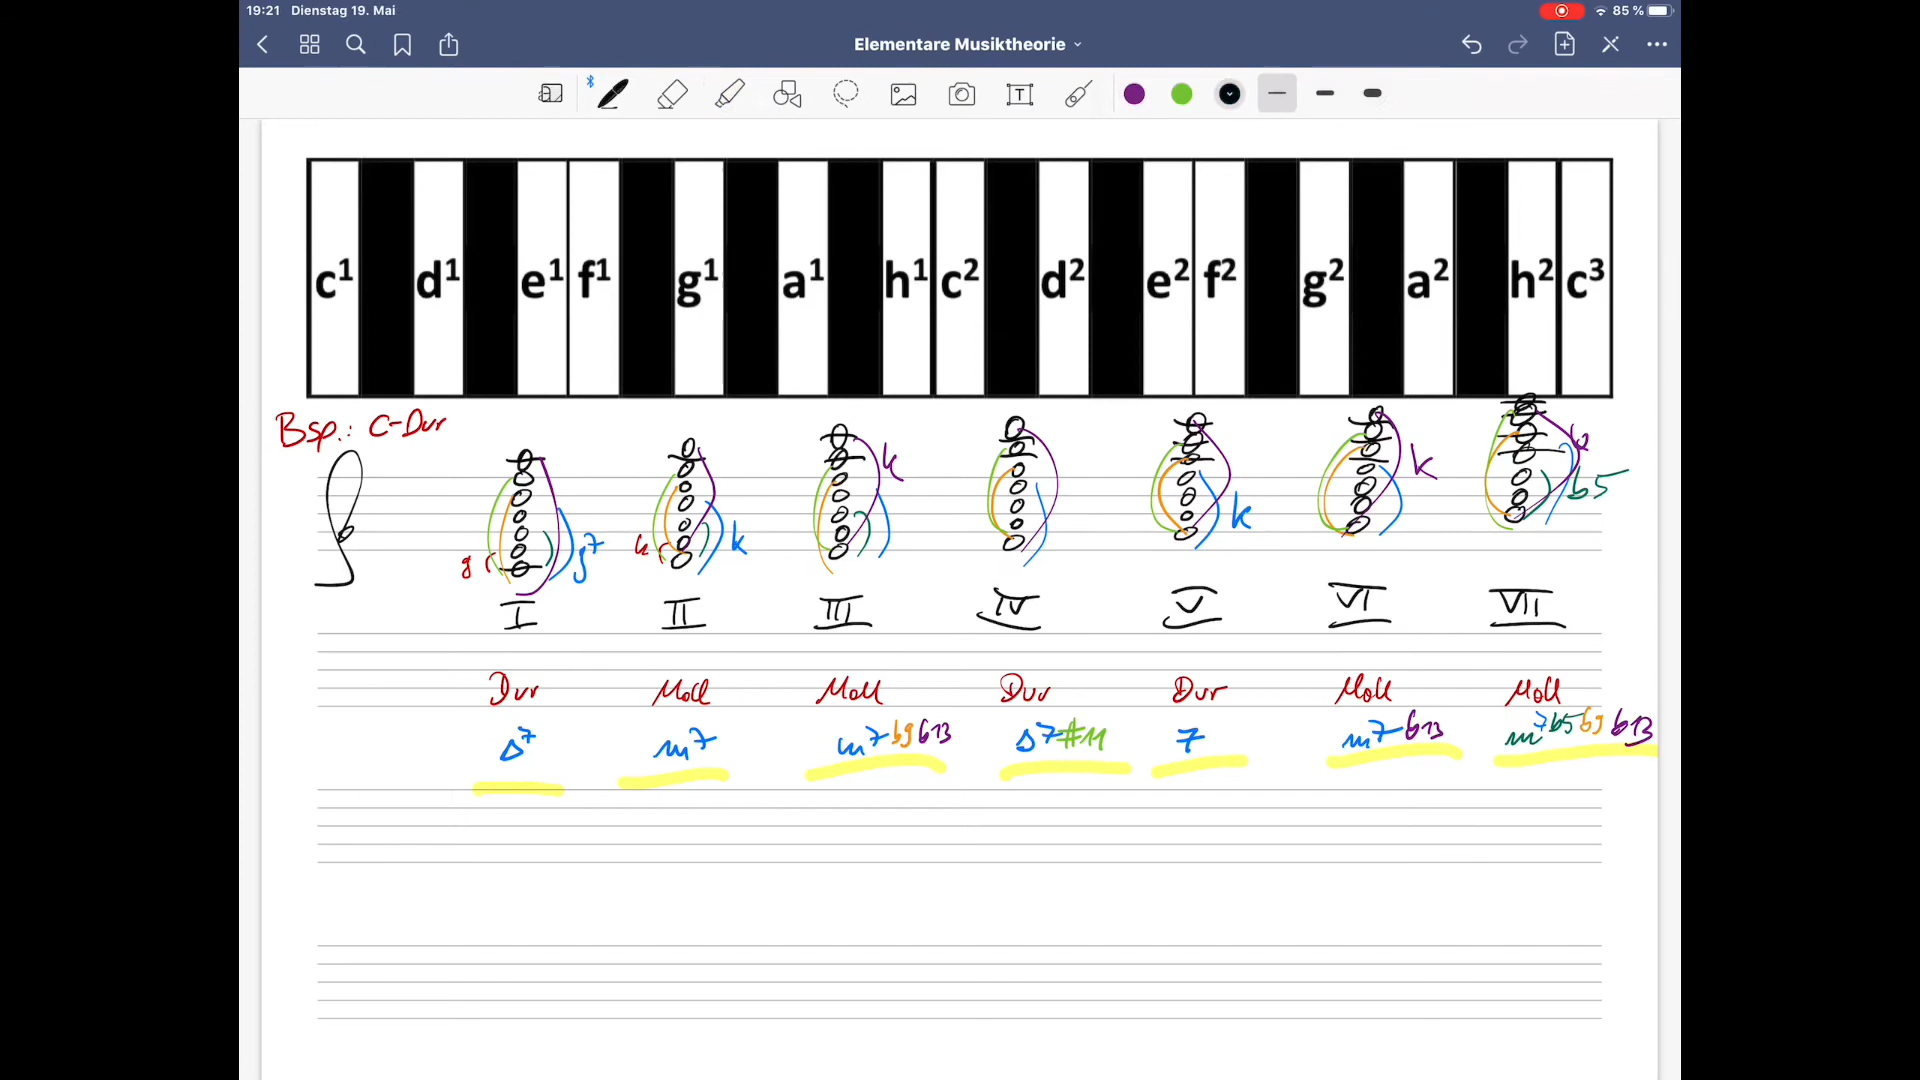 19:21 Dienstag 19. Mai 85 %
Elementare Musiktheorie
c¹ d¹ e¹ f¹ g¹ a¹ h¹ c² d² e² f² g² a² h² c³
Bsp.: C-Dur
k k k
b5
g g7 k k k
I II III IV V VI VII
Dur Moll Moll Dur Dur Moll Moll
Δ7 m7 m7 b9 b13 Δ7 #11 7 m7 b13 m7 b5 b9 b13